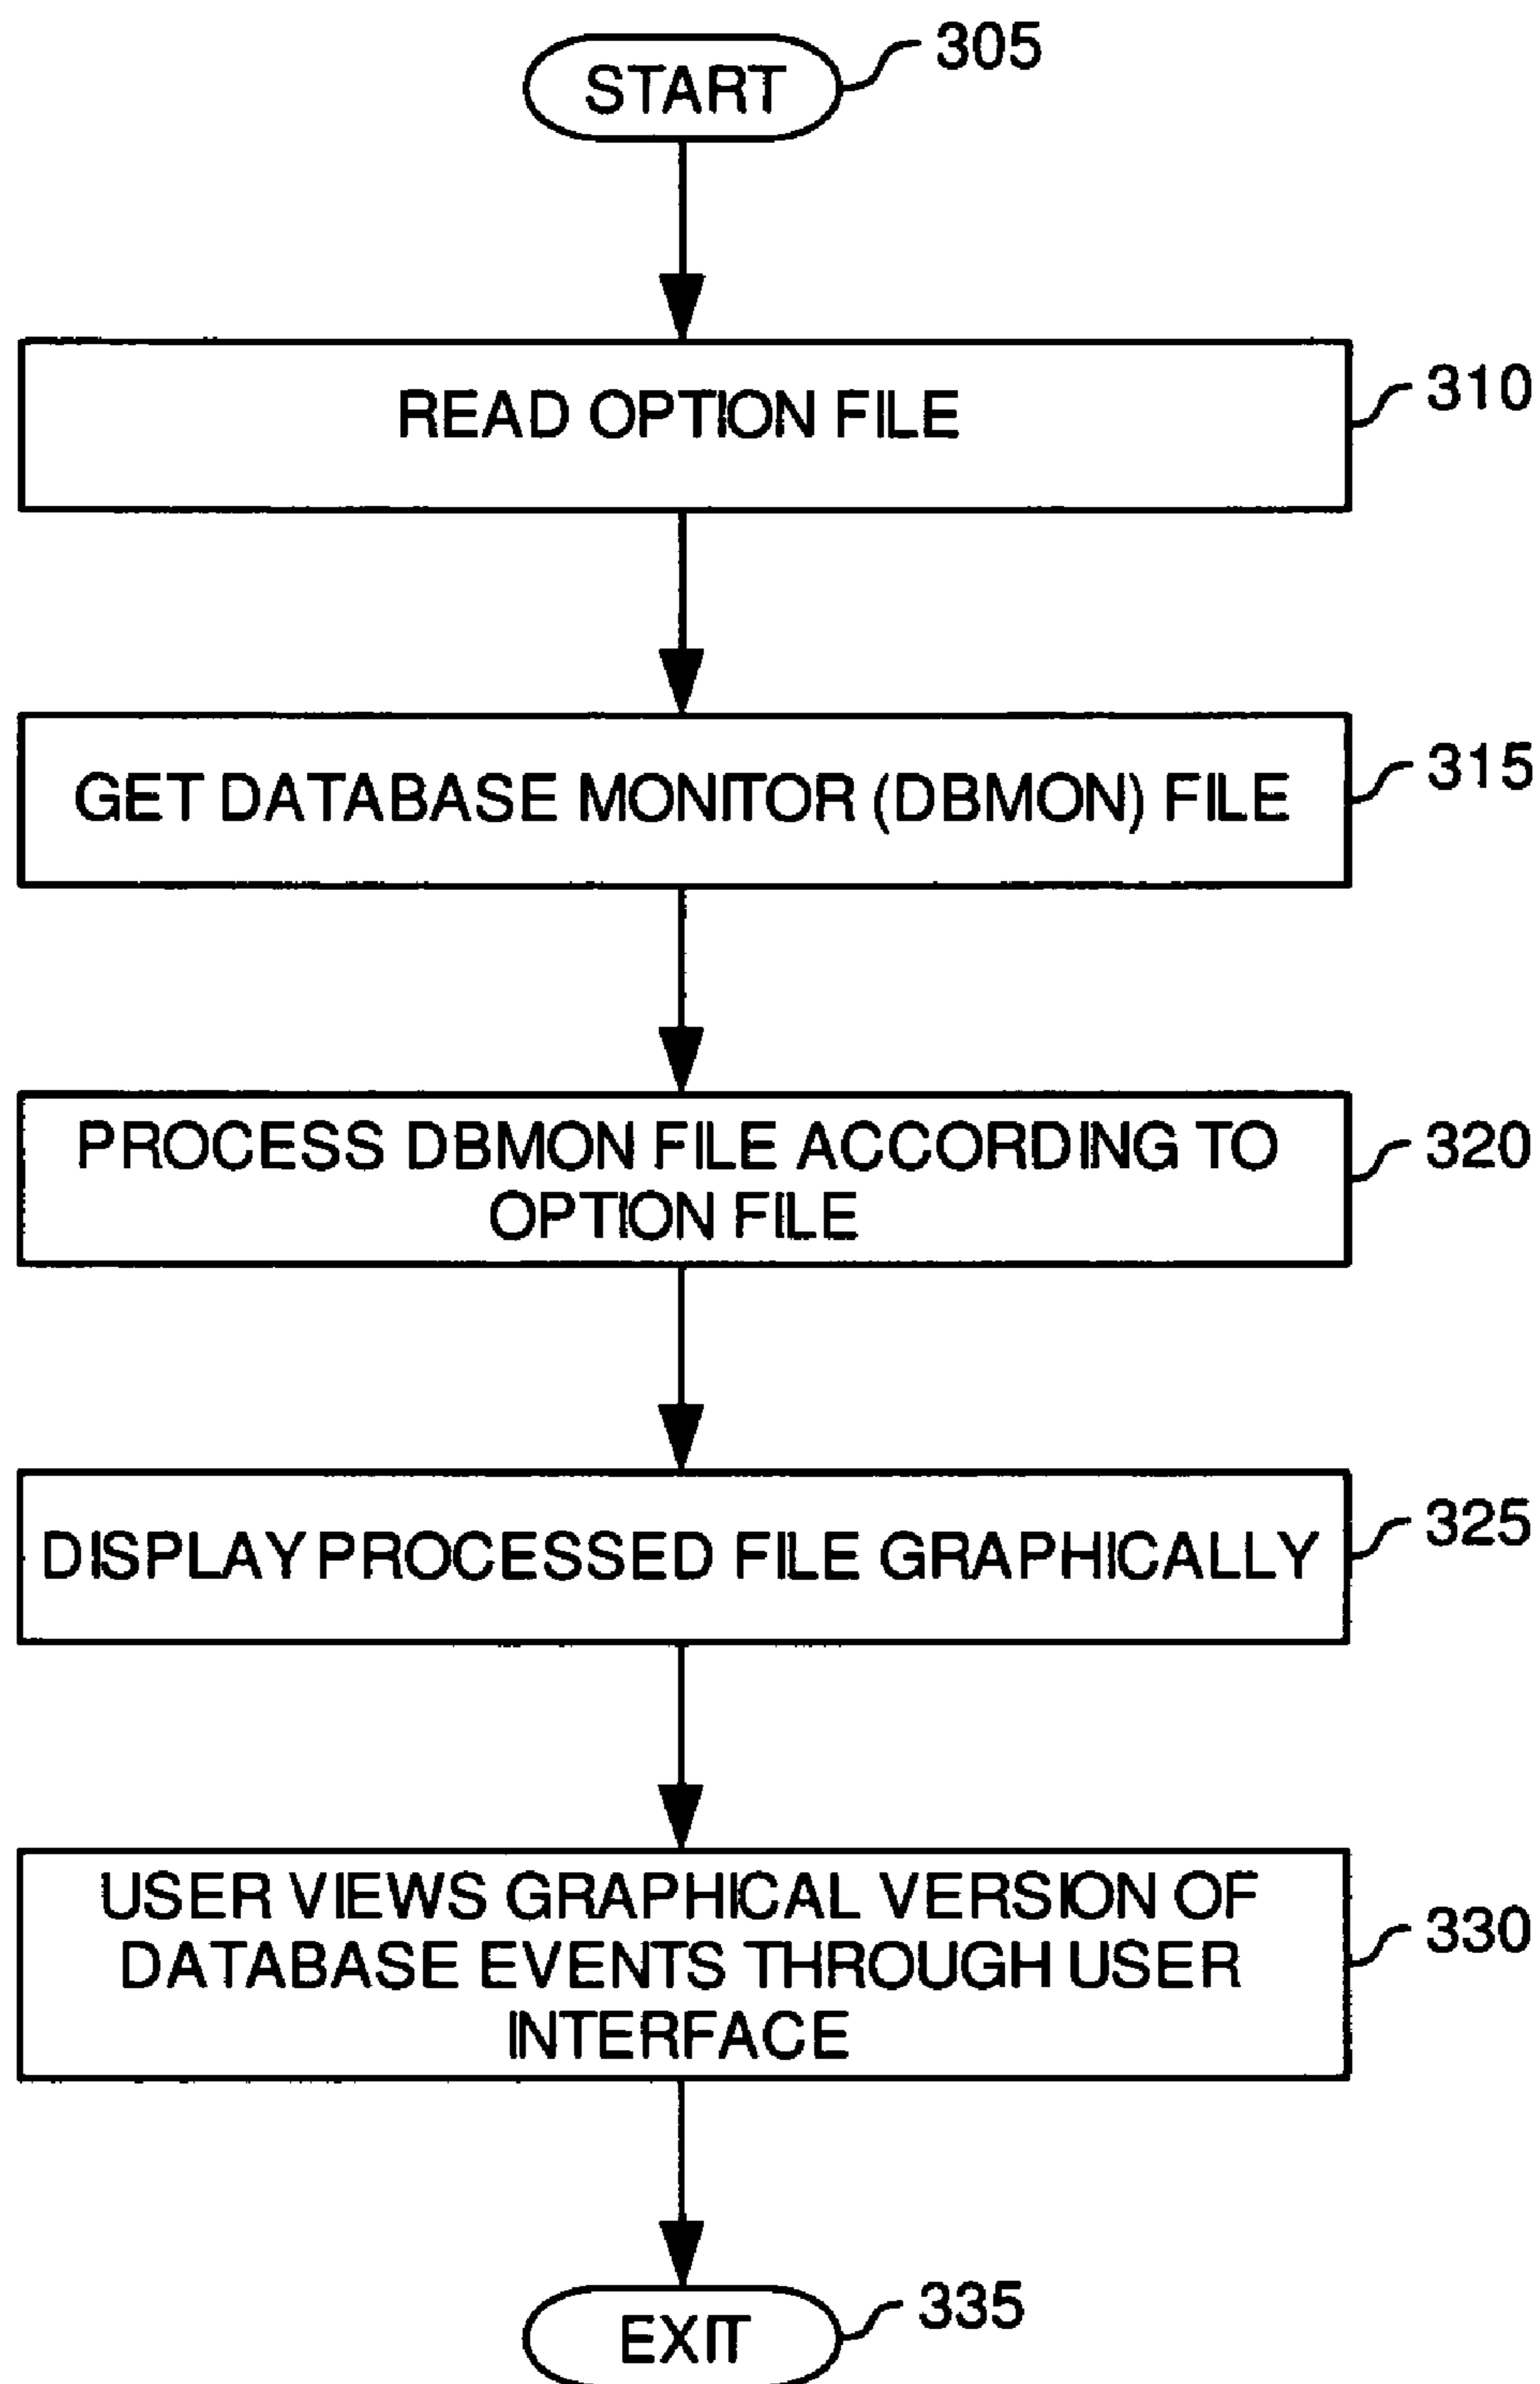 START
305
READ OPTION FILE
310
GET DATABASE MONITOR (DBMON) FILE
315
PROCESS DBMON FILE ACCORDING TO
OPTION FILE
320
DISPLAY PROCESSED FILE GRAPHICALLY
325
USER VIEWS GRAPHICAL VERSION OF
DATABASE EVENTS THROUGH USER
INTERFACE
330
EXIT
335